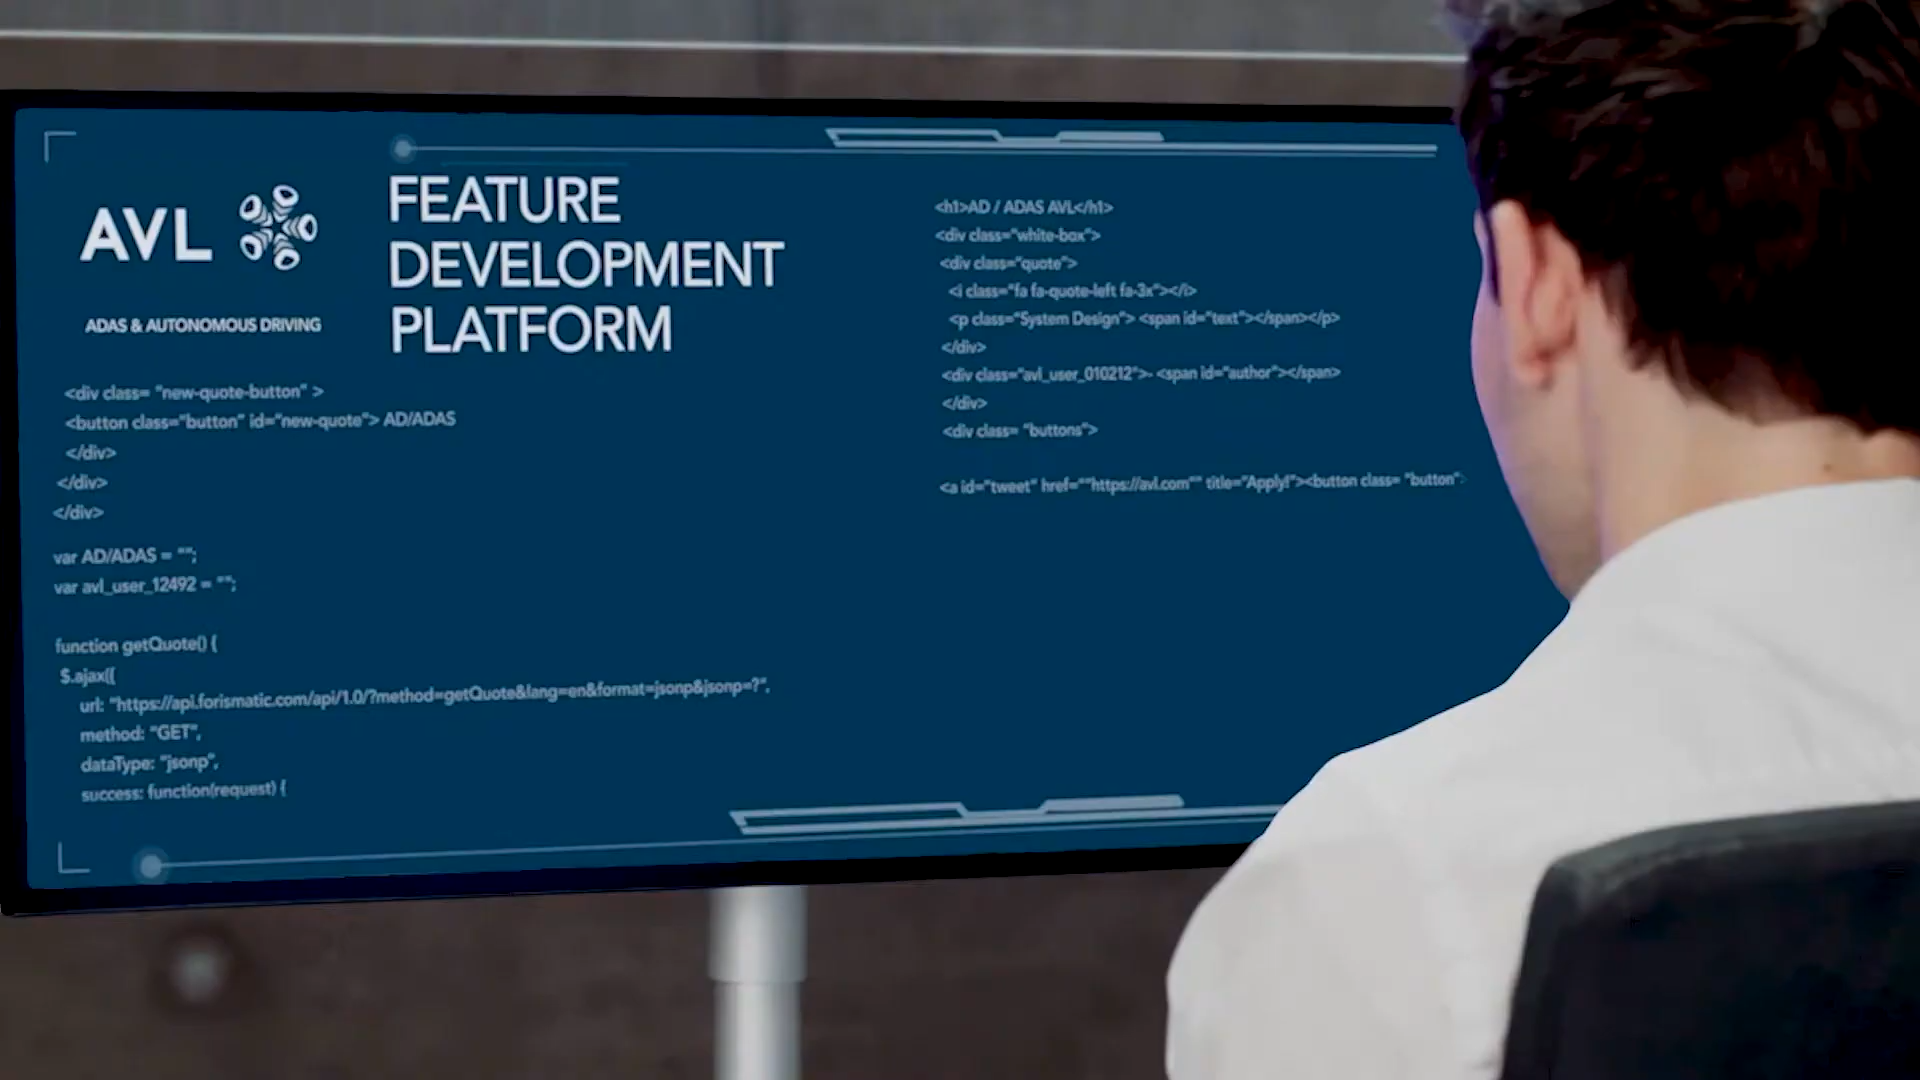 AVL
ADAS & AUTONOMOUS DRIVING
FEATURE
DEVELOPMENT
PLATFORM
<div class= "new-quote-button" >
<button class="button" id="new-quote"> AD/ADAS
</div>
</div>
</div>
var AD/ADAS = "";
var avl_user_12492 = "";
function getQuote() {
$.ajax({
url: "https://api.forismatic.com/api/1.0/?method=getQuote&lang=en&format=jsonp&jsonp=?",
method: "GET",
dataType: "jsonp",
success: function(request) {
<h1>AD / ADAS AVL</h1>
<div class="white-box">
<div class="quote">
<i class="fa fa-quote-left fa-3x"></i>
<p class="System Design"> <span id="text"></span></p>
</div>
<div class="avl_user_010212">- <span id="author"></span>
</div>
<div class= "buttons">
<a id="tweet" href=""https://avl.com"" title="Apply!"><button class= "button">